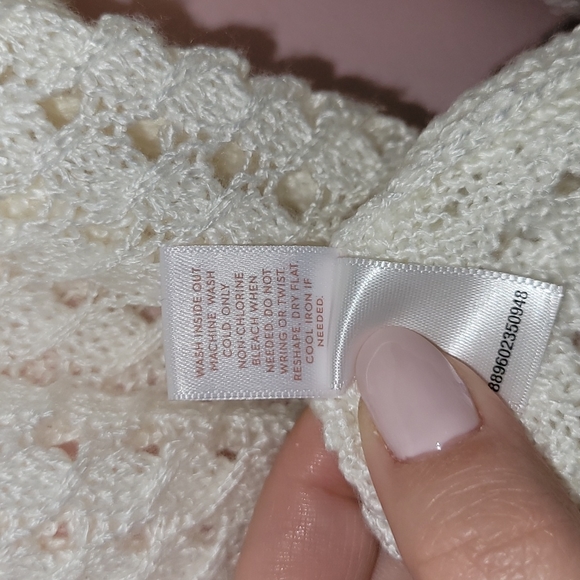 WASH INSIDE OUT.
MACHINE WASH
COLD. ONLY
NON-CHLORINE
BLEACH WHEN
NEEDED. DO NOT
WRING OR TWIST.
RESHAPE, DRY FLAT.
COOL IRON IF
NEEDED.
889602350948